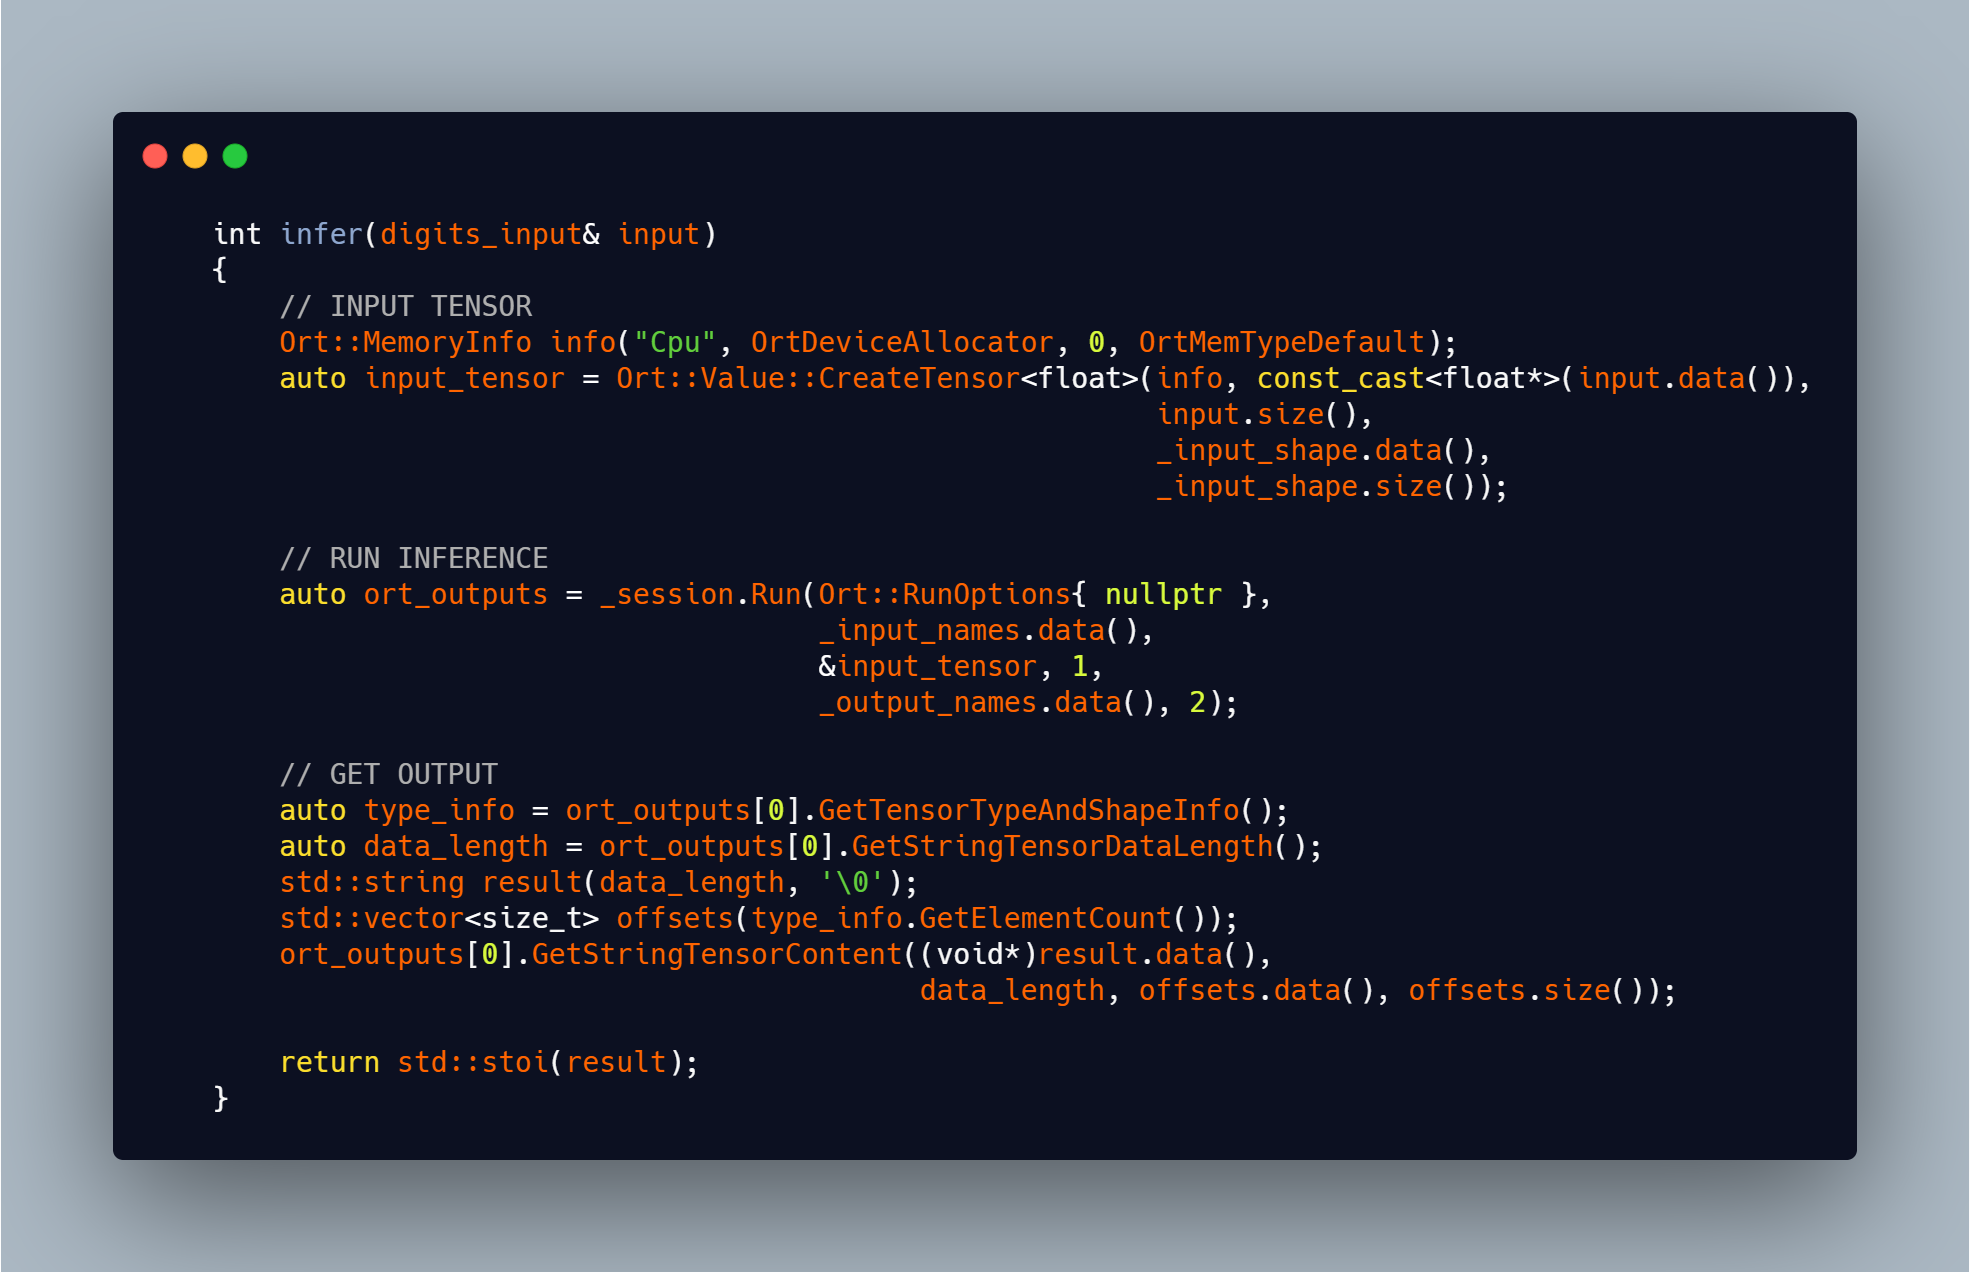 int infer(digits_input& input)
{
    // INPUT TENSOR
    Ort::MemoryInfo info("Cpu", OrtDeviceAllocator, 0, OrtMemTypeDefault);
    auto input_tensor = Ort::Value::CreateTensor<float>(info, const_cast<float*>(input.data()),
                                                        input.size(),
                                                        _input_shape.data(),
                                                        _input_shape.size());

    // RUN INFERENCE
    auto ort_outputs = _session.Run(Ort::RunOptions{ nullptr },
                                    _input_names.data(),
                                    &input_tensor, 1,
                                    _output_names.data(), 2);

    // GET OUTPUT
    auto type_info = ort_outputs[0].GetTensorTypeAndShapeInfo();
    auto data_length = ort_outputs[0].GetStringTensorDataLength();
    std::string result(data_length, '\0');
    std::vector<size_t> offsets(type_info.GetElementCount());
    ort_outputs[0].GetStringTensorContent((void*)result.data(),
                                          data_length, offsets.data(), offsets.size());

    return std::stoi(result);
}